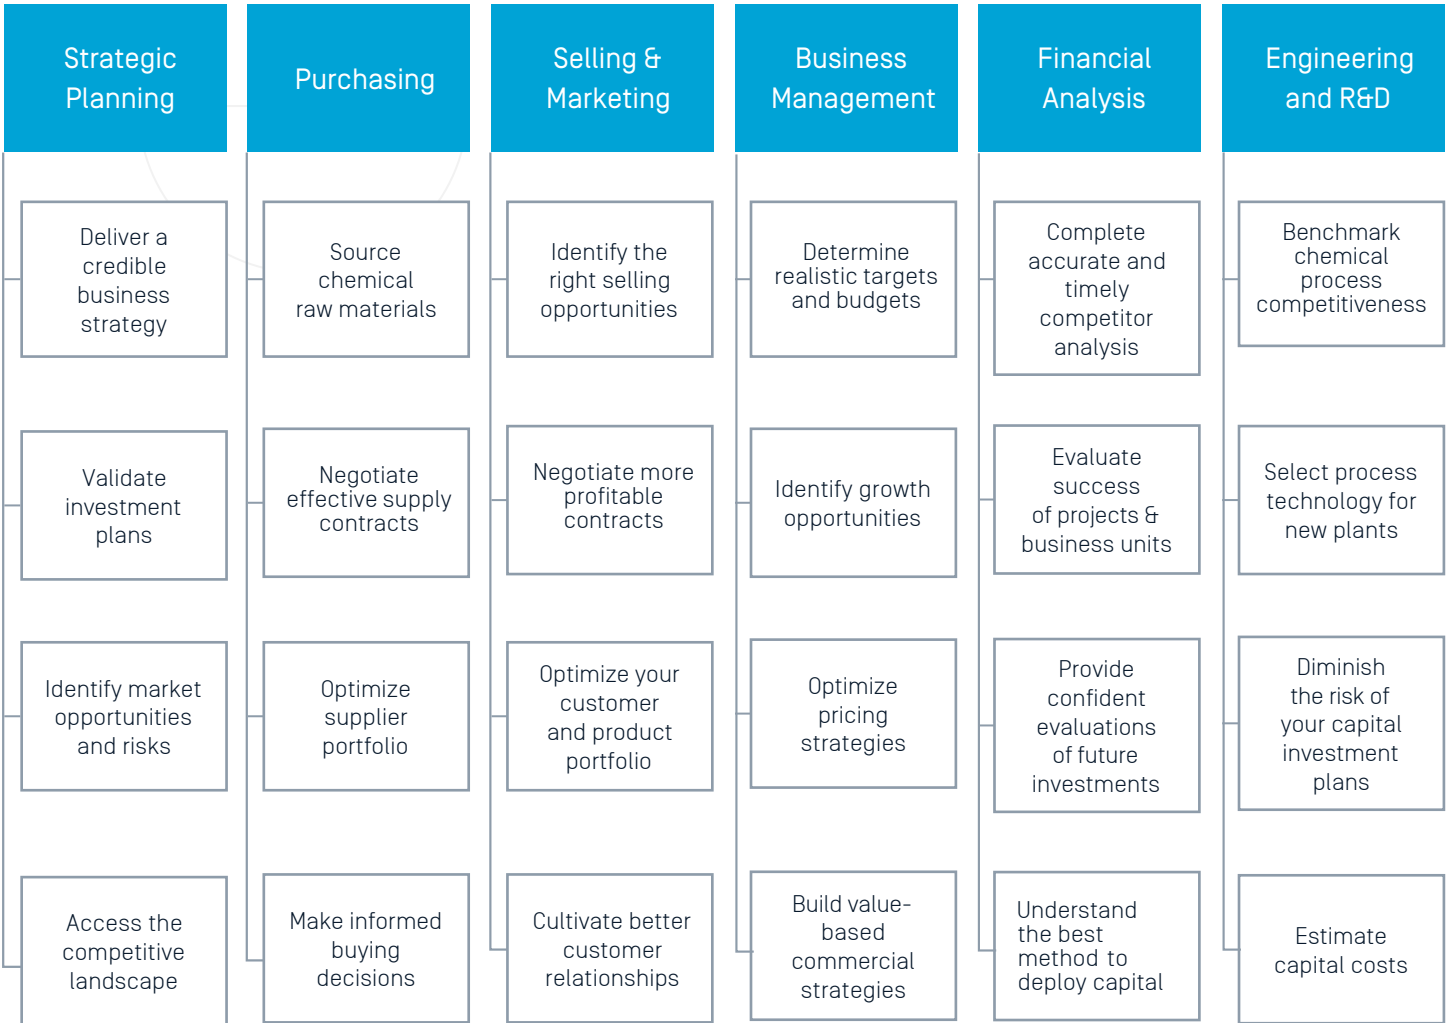 Strategic
Planning
Deliver a
credible
business
strategy
Validate
investment
plans
Identify market
opportunities
and risks
Access the
competitive
landscape
Purchasing
Source
chemical
raw materials
Negotiate
effective supply
contracts
Optimize
supplier
portfolio
Make informed
buying
decisions
Selling &
Marketing
Identify the
right selling
opportunities
Negotiate more
profitable
contracts
Optimize your
customer
and product
portfolio
Cultivate better
customer
relationships
Business
Management
Determine
realistic targets
and budgets
Identify growth
opportunities
Optimize
pricing
strategies
Build value-
based
commercial
strategies
Financial
Analysis
Complete
accurate and
timely
competitor
analysis
Evaluate
success
of projects &
business units
Provide
confident
evaluations
of future
investments
Understand
the best
method to
deploy capital
Engineering
and R&D
Benchmark
chemical
process
competitiveness
Select process
technology for
new plants
Diminish
the risk of
your capital
investment
plans
Estimate
capital costs